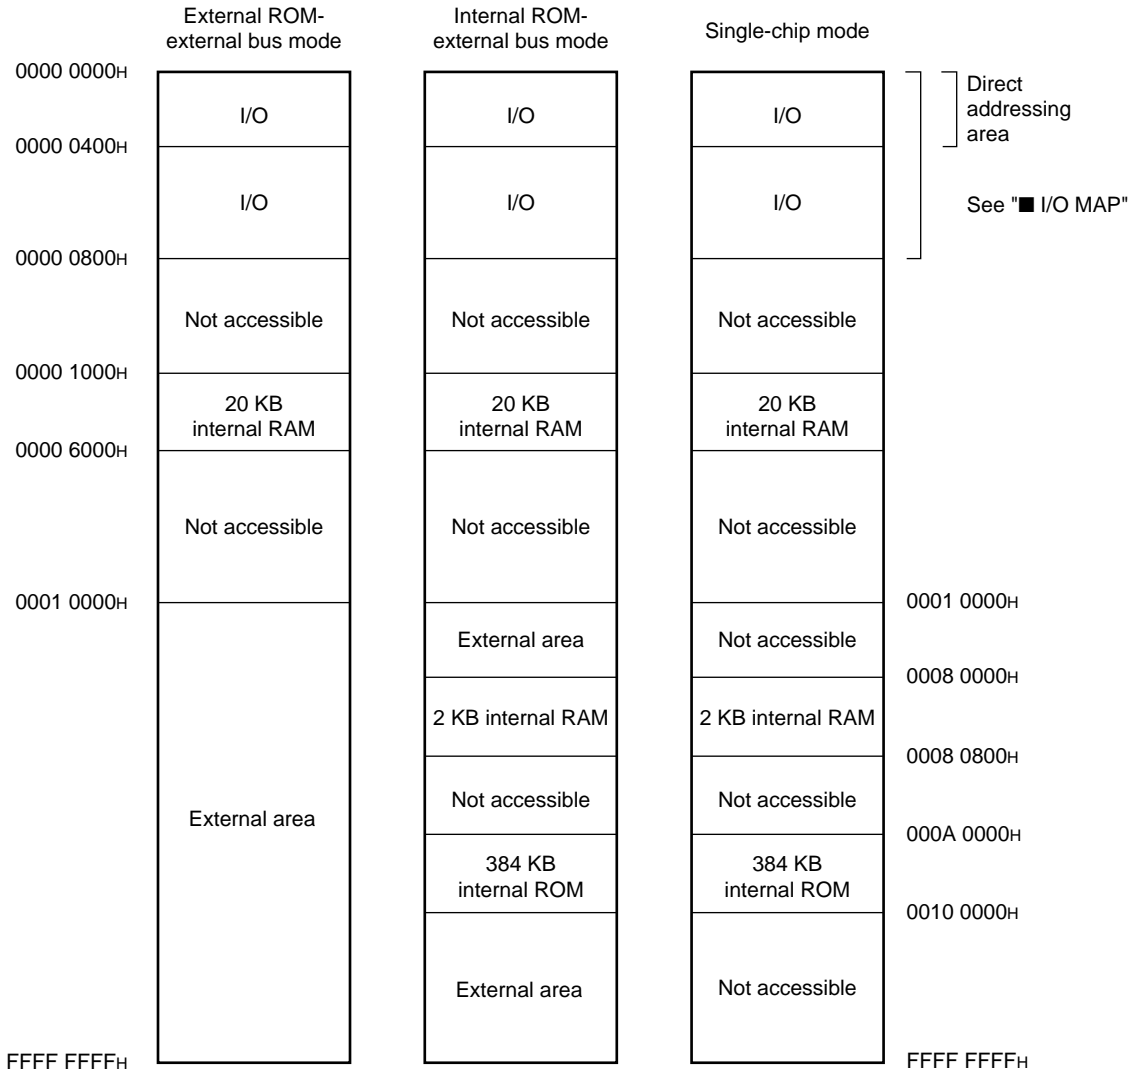 External ROM-
external bus mode
Internal ROM-
external bus mode
Single-chip mode
0000 0000H
I/O
I/O
I/O
Direct
addressing
area
0000 0400H
I/O
I/O
I/O
See "■ I/O MAP"
0000 0800H
Not accessible
Not accessible
Not accessible
0000 1000H
20 KB
internal RAM
20 KB
internal RAM
20 KB
internal RAM
0000 6000H
Not accessible
Not accessible
Not accessible
0001 0000H
0001 0000H
External area
Not accessible
0008 0000H
2 KB internal RAM
2 KB internal RAM
0008 0800H
External area
Not accessible
Not accessible
000A 0000H
384 KB
internal ROM
384 KB
internal ROM
0010 0000H
External area
Not accessible
FFFF FFFFH
FFFF FFFFH